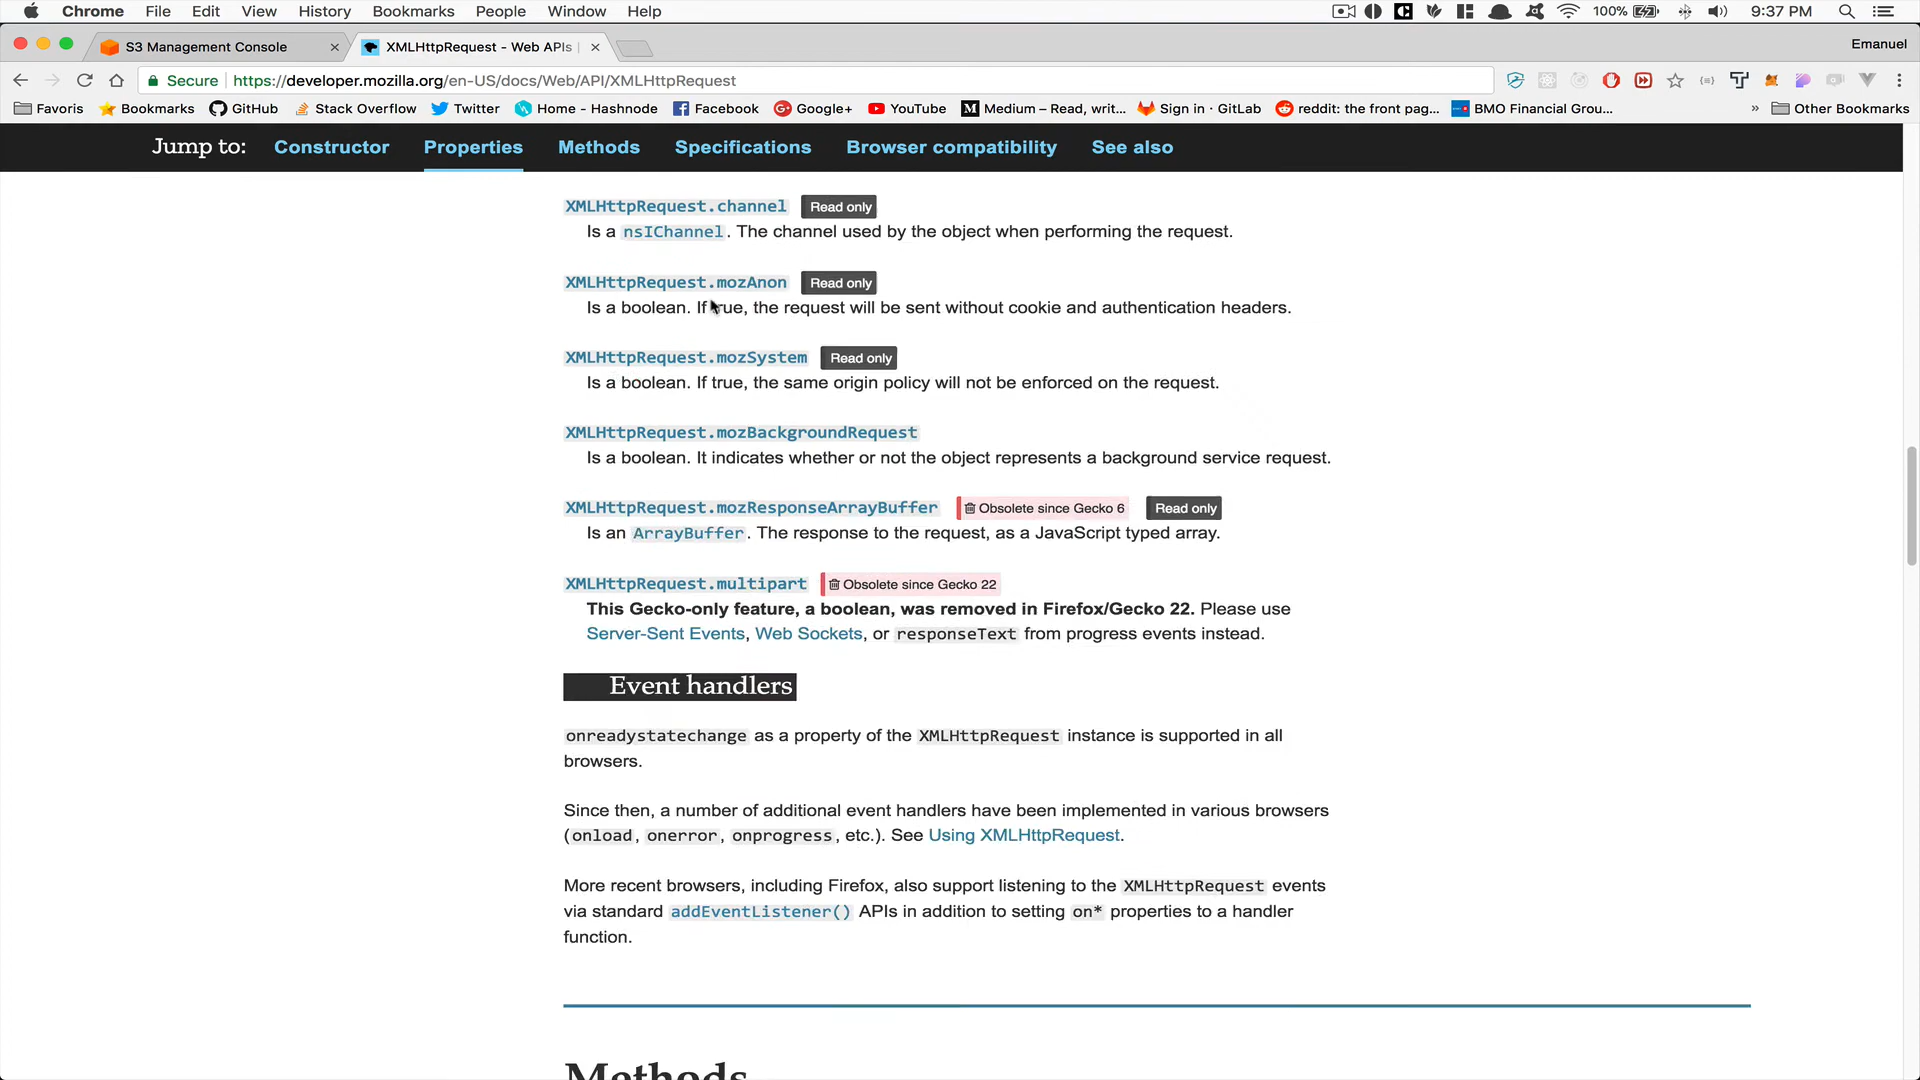 Chrome File Edit View History Bookmarks People Window Help 100% 9:37 PM
S3 Management Console XMLHttpRequest - Web APIs | Emanuel
Secure https://developer.mozilla.org/en-US/docs/Web/API/XMLHttpRequest
Favoris Bookmarks GitHub Stack Overflow Twitter Home - Hashnode Facebook Google+ YouTube Medium – Read, writ... Sign in · GitLab reddit: the front pag... BMO Financial Grou... » Other Bookmarks
Jump to: Constructor Properties Methods Specifications Browser compatibility See also
XMLHttpRequest.channel Read only
Is a nsIChannel. The channel used by the object when performing the request.
XMLHttpRequest.mozAnon Read only
Is a boolean. If true, the request will be sent without cookie and authentication headers.
XMLHttpRequest.mozSystem Read only
Is a boolean. If true, the same origin policy will not be enforced on the request.
XMLHttpRequest.mozBackgroundRequest
Is a boolean. It indicates whether or not the object represents a background service request.
XMLHttpRequest.mozResponseArrayBuffer Obsolete since Gecko 6 Read only
Is an ArrayBuffer. The response to the request, as a JavaScript typed array.
XMLHttpRequest.multipart Obsolete since Gecko 22
This Gecko-only feature, a boolean, was removed in Firefox/Gecko 22. Please use
Server-Sent Events, Web Sockets, or responseText from progress events instead.
Event handlers
onreadystatechange as a property of the XMLHttpRequest instance is supported in all
browsers.
Since then, a number of additional event handlers have been implemented in various browsers
(onload, onerror, onprogress, etc.). See Using XMLHttpRequest.
More recent browsers, including Firefox, also support listening to the XMLHttpRequest events
via standard addEventListener() APIs in addition to setting on* properties to a handler
function.
Methods